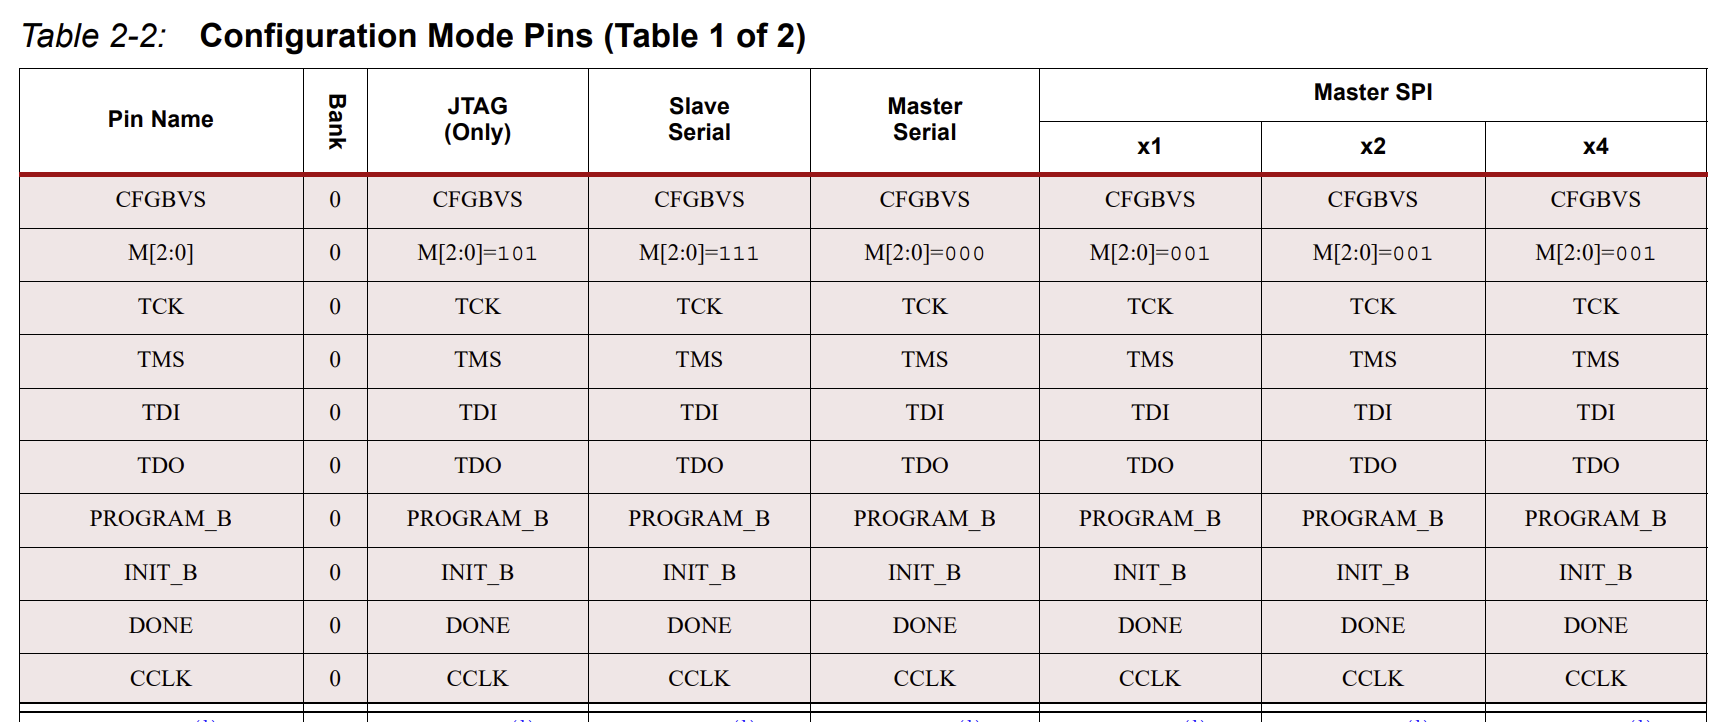 Table 2-2: Configuration Mode Pins (Table 1 of 2)
Pin Name Bank JTAG (Only) Slave Serial Master Serial Master SPI
x1 x2 x4
CFGBVS 0 CFGBVS CFGBVS CFGBVS CFGBVS CFGBVS CFGBVS
M[2:0] 0 M[2:0]=101 M[2:0]=111 M[2:0]=000 M[2:0]=001 M[2:0]=001 M[2:0]=001
TCK 0 TCK TCK TCK TCK TCK TCK
TMS 0 TMS TMS TMS TMS TMS TMS
TDI 0 TDI TDI TDI TDI TDI TDI
TDO 0 TDO TDO TDO TDO TDO TDO
PROGRAM_B 0 PROGRAM_B PROGRAM_B PROGRAM_B PROGRAM_B PROGRAM_B PROGRAM_B
INIT_B 0 INIT_B INIT_B INIT_B INIT_B INIT_B INIT_B
DONE 0 DONE DONE DONE DONE DONE DONE
CCLK 0 CCLK CCLK CCLK CCLK CCLK CCLK